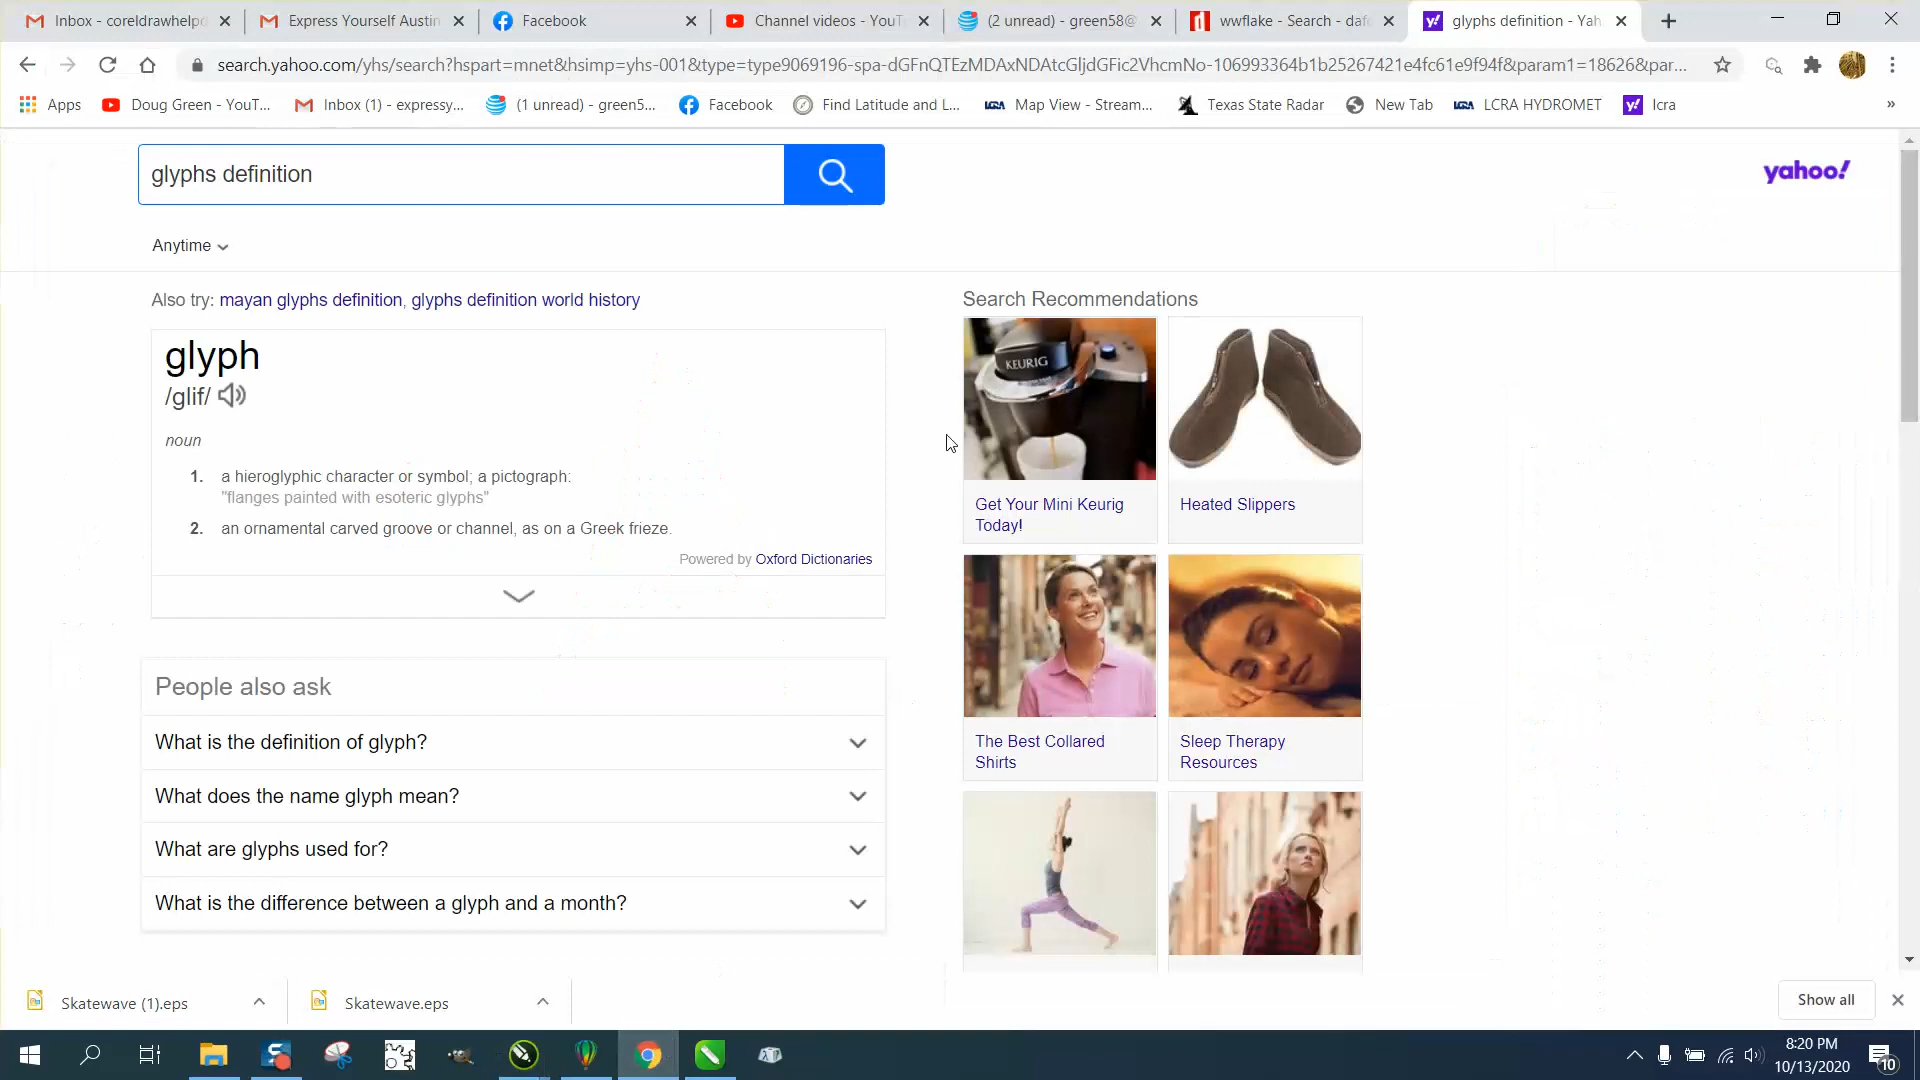 Inbox - coreldrawhelp
Express Yourself Austin
Facebook
Channel videos - YouT
(2 unread) - green58@
wwflake - Search - daf
glyphs definition - Yah
search.yahoo.com/yhs/search?hspart=mnet&hsimp=yhs-001&type=type9069196-spa-dGFnQTEzMDAxNDAtcGljdGFic2VhcmNo-106993364b1b25267421e4fc61e9f94f&param1=18626&par...
Apps
Doug Green - YouT...
Inbox (1) - expressy...
(1 unread) - green5...
Facebook
Find Latitude and L...
LCRA
Map View - Stream...
Texas State Radar
New Tab
LCRA
LCRA HYDROMET
lcra
»
glyphs definition
yahoo!
Anytime
Also try: mayan glyphs definition, glyphs definition world history
glyph
/glif/
noun
1. a hieroglyphic character or symbol; a pictograph:
"flanges painted with esoteric glyphs"
2. an ornamental carved groove or channel, as on a Greek frieze.
Powered by Oxford Dictionaries
People also ask
What is the definition of glyph?
What does the name glyph mean?
What are glyphs used for?
What is the difference between a glyph and a month?
Search Recommendations
KEURIG
Get Your Mini Keurig
Today!
Heated Slippers
The Best Collared
Shirts
Sleep Therapy
Resources
Skatewave (1).eps
Skatewave.eps
Show all
8:20 PM
10/13/2020
10